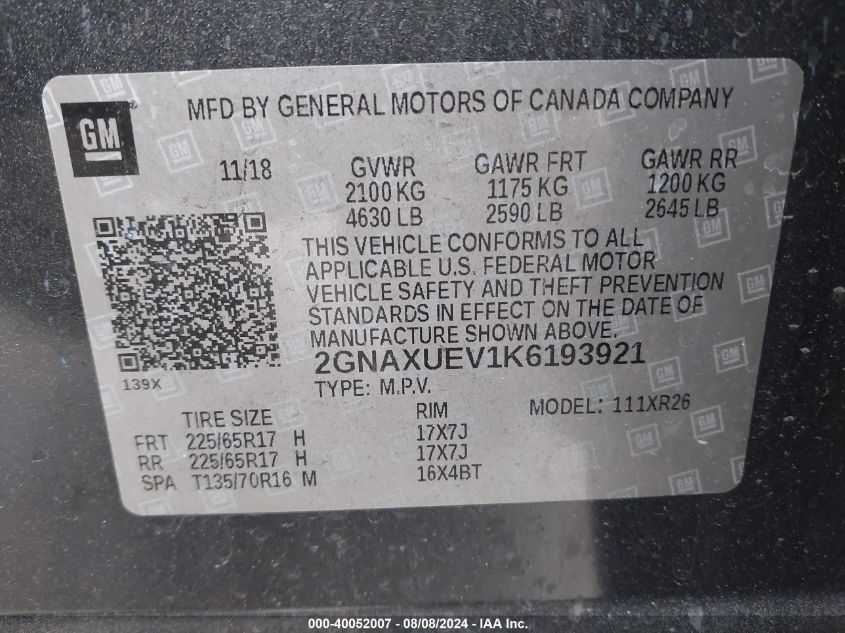 GM
MFD BY GENERAL MOTORS OF CANADA COMPANY
11/18 GVWR GAWR FRT GAWR RR
2100 KG 1175 KG 1200 KG
4630 LB 2590 LB 2645 LB
THIS VEHICLE CONFORMS TO ALL
APPLICABLE U.S. FEDERAL MOTOR
VEHICLE SAFETY AND THEFT PREVENTION
STANDARDS IN EFFECT ON THE DATE OF
MANUFACTURE SHOWN ABOVE.
2GNAXUEV1K6193921
139X
TYPE: M.P.V.
TIRE SIZE RIM MODEL: 111XR26
FRT 225/65R17 H 17X7J
RR 225/65R17 H 17X7J
SPA T135/70R16 M 16X4BT
000-40052007 - 08/08/2024 - IAA Inc.